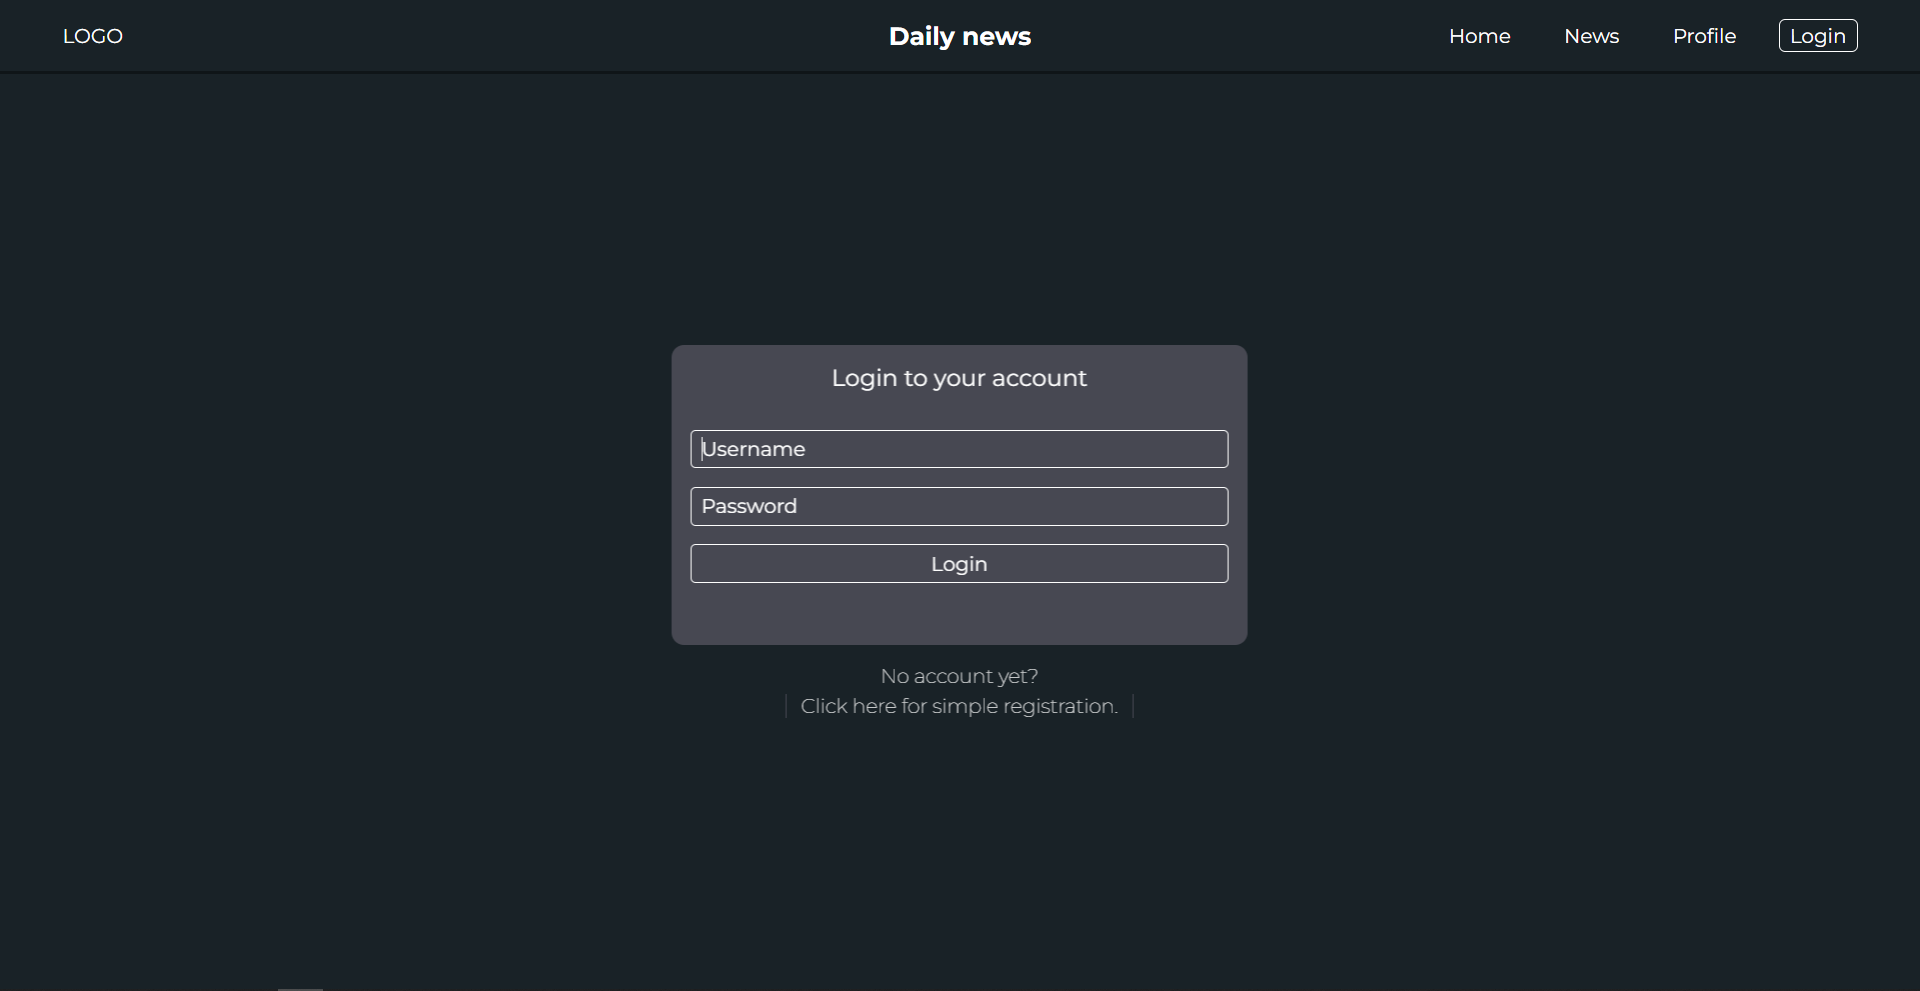 LOGO
Daily news
Home
News
Profile
Login
Login to your account
Username
Password
Login
No account yet?
Click here for simple registration.